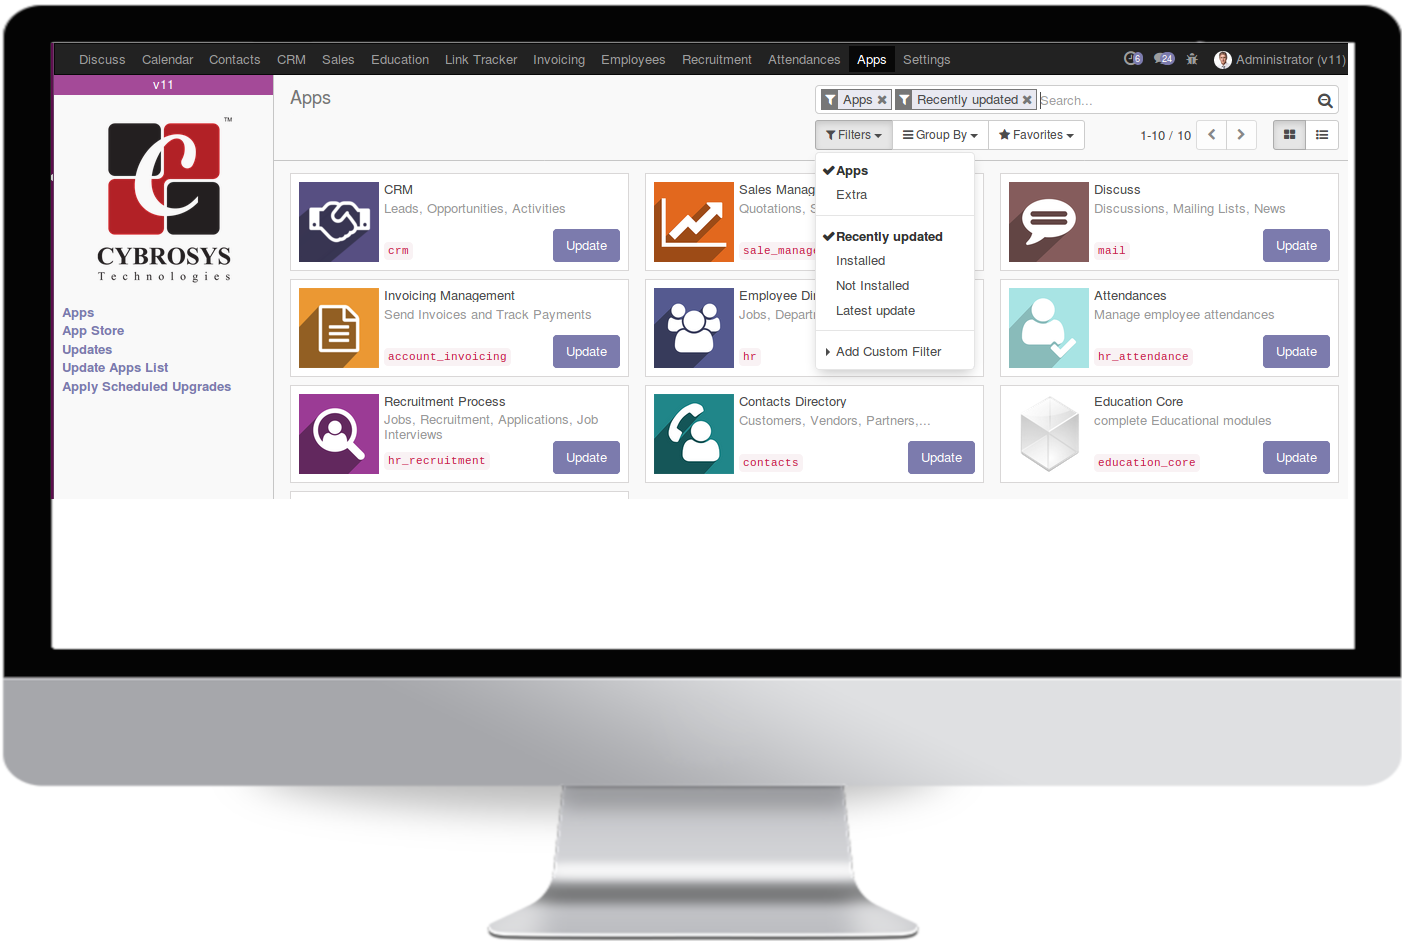 Discuss Calendar Contacts CRM Sales Education Link Tracker Invoicing Employees Recruitment Attendances Apps Settings 6 24 Administrator (v11)
v11
Apps
Apps Recently updated Search...
Filters Group By Favorites 1-10 / 10
™
CYBROSYS
Technologies
Apps
App Store
Updates
Update Apps List
Apply Scheduled Upgrades
Apps
Extra
Recently updated
Installed
Not Installed
Latest update
Add Custom Filter
CRM
Leads, Opportunities, Activities
crm
Update
Sales Manag
Quotations, S
sale_manage
Discuss
Discussions, Mailing Lists, News
mail
Update
Invoicing Management
Send Invoices and Track Payments
account_invoicing
Update
Employee Dir
Jobs, Departm
hr
Attendances
Manage employee attendances
hr_attendance
Update
Recruitment Process
Jobs, Recruitment, Applications, Job
Interviews
hr_recruitment
Update
Contacts Directory
Customers, Vendors, Partners,...
contacts
Update
Education Core
complete Educational modules
education_core
Update